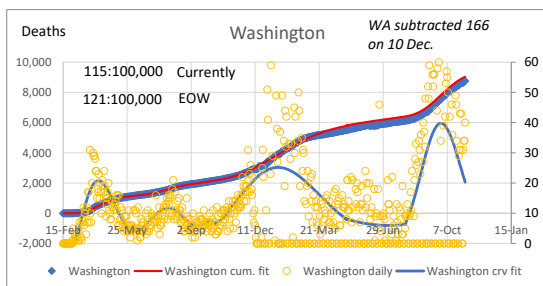 Deaths
Washington
WA subtracted 166
on 10 Dec.
115:100,000 Currently
121:100,000 EOW
10,000
8,000
6,000
4,000
2,000
0
-2,000
60
50
40
30
20
10
0
15-Feb 25-May 2-Sep 11-Dec 21-Mar 29-Jun 7-Oct 15-Jan
Washington Washington cum. fit Washington daily Washington crv fit